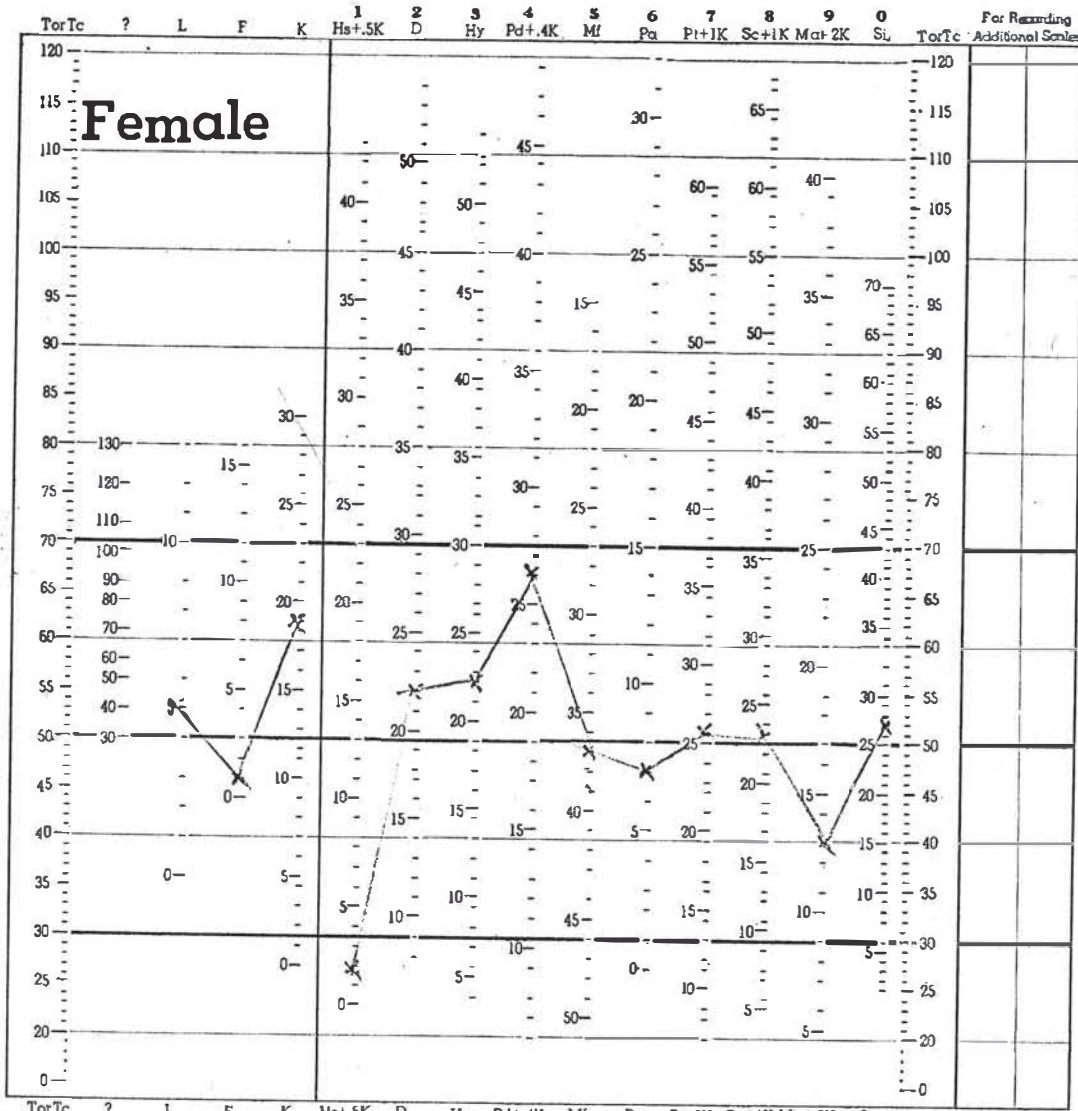 1 2 3 4 5 6 7 8 9 0
TorTc ? L F K Hs+.5K D Hy Pd+.4K Mf Pa Pt+1K Sc+1K Ma+.2K Si TorTc For Recording Additional Scales
Female
120 120
115 30 65 115
110 50 45 110
105 40 50 60 60 40 105
100 45 40 25 55 55 100
95 35 45 15 35 70 95
90 40 50 50 65 90
85 30 40 35 20 20 45 45 30 60 85
30
80 130 35 35 55 80
15
75 120 25 25 30 25 40 40 50 75
110 45
70 100 10 30 30 15 25 70
65 90 10 35 35 40 65
80 20 20 25 30
60 70 25 25 30 30 20 35 60
60
55 50 5 15 15 10 30 55
40 20 20 35 25
50 30 20 25 25 50
45 0 10 10 15 40 20 15 20 45
40 15 15 5 20 15 40
35 0 5 5 10 10 45 15 15 10 10 35
30 10 10 30
25 0 0 5 0 10 5 25
20 50 5 5 20
0 0
TorTc ? L F K D